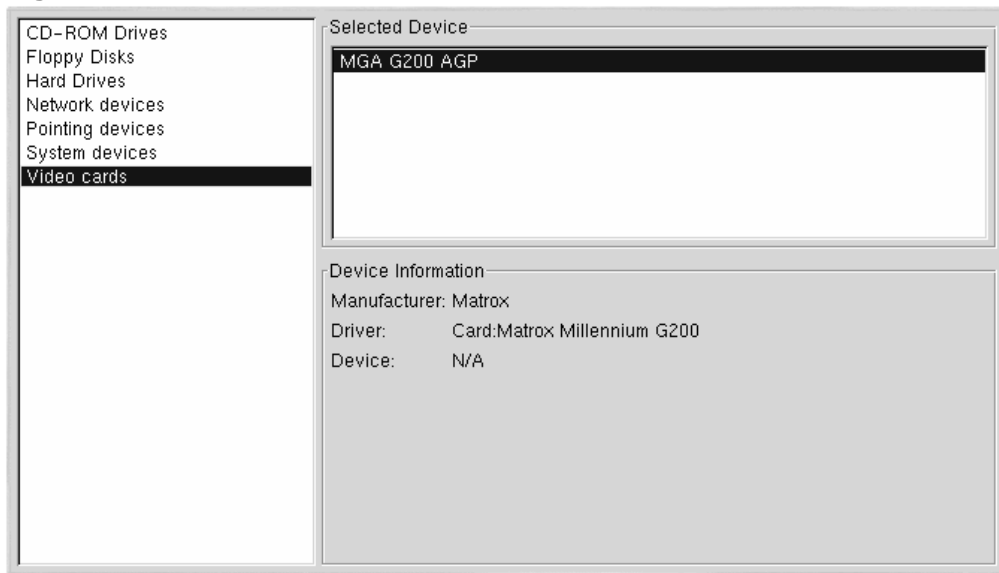 CD-ROM Drives
Floppy Disks
Hard Drives
Network devices
Pointing devices
System devices
Video cards
Selected Device
MGA G200 AGP
Device Information
Manufacturer: Matrox
Driver: Card:Matrox Millennium G200
Device: N/A